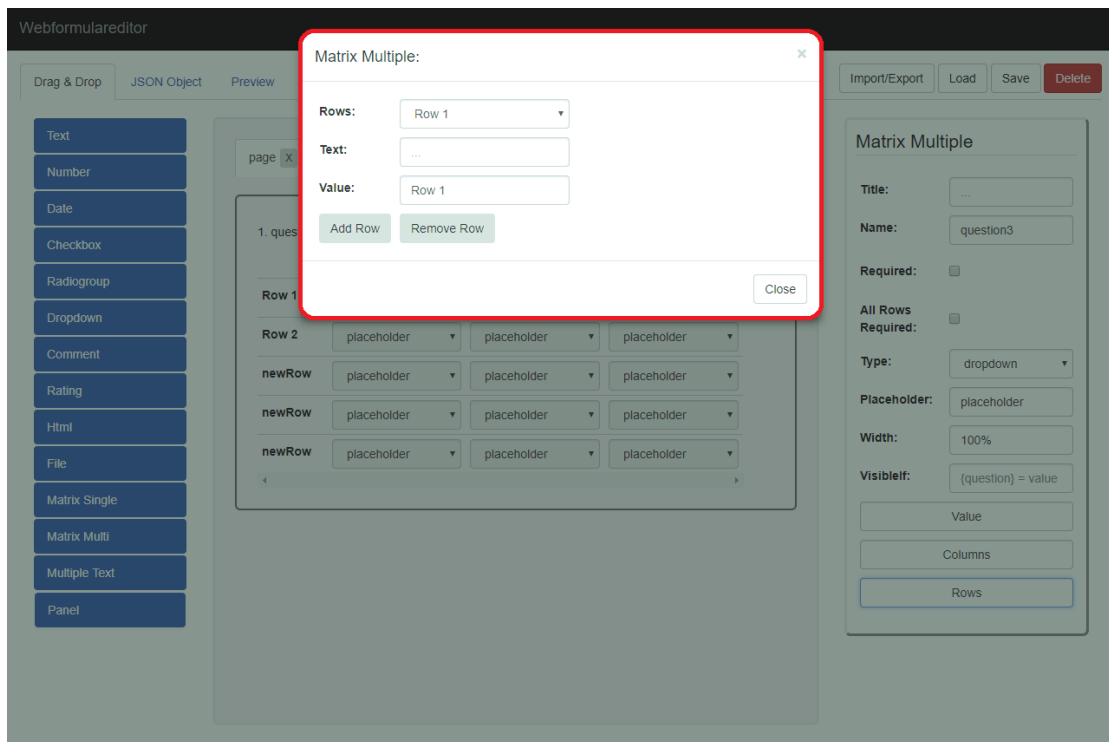 Webformulareditor
Matrix Multiple: ×
Drag & Drop JSON Object Preview
Import/Export Load Save Delete
Rows: Row 1
Text: ...
Value: Row 1
Add Row Remove Row
Close
Text
Number
Date
Checkbox
Radiogroup
Dropdown
Comment
Rating
Html
File
Matrix Single
Matrix Multi
Multiple Text
Panel
page X
1. ques
Row 1
Row 2 placeholder placeholder placeholder
newRow placeholder placeholder placeholder
newRow placeholder placeholder placeholder
newRow placeholder placeholder placeholder
Matrix Multiple
Title: ...
Name: question3
Required:
All Rows
Required:
Type: dropdown
Placeholder: placeholder
Width: 100%
VisibleIf: {question} = value
Value
Columns
Rows